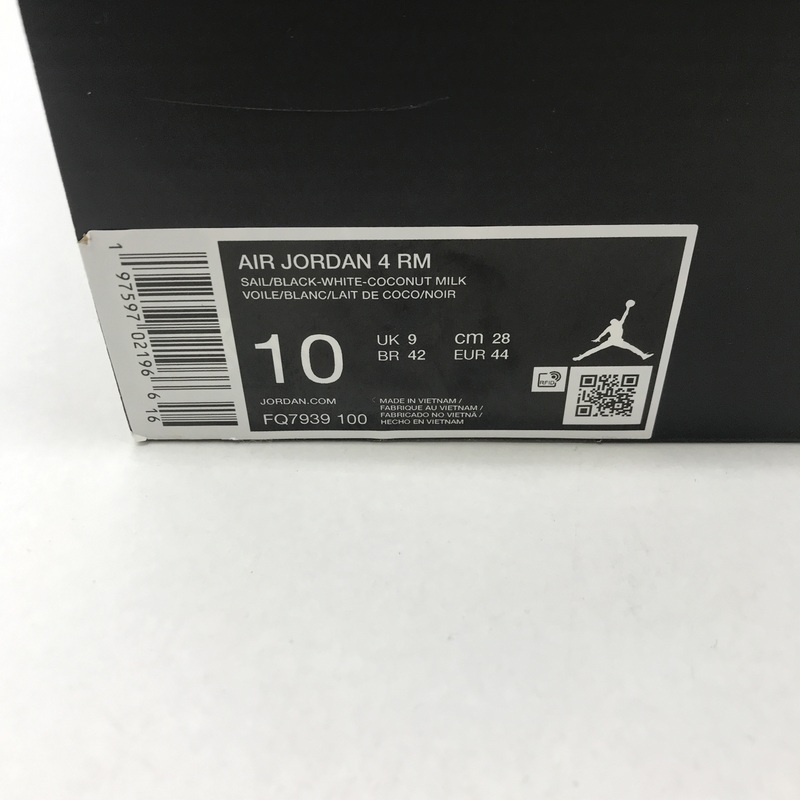 1 97597 02196 616
AIR JORDAN 4 RM
SAIL/BLACK-WHITE-COCONUT MILK
VOILE/BLANC/LAIT DE COCO/NOIR
10
UK 9 cm 28
BR 42 EUR 44
JORDAN.COM
FQ7939 100
MADE IN VIETNAM /
FABRIQUE AU VIETNAM /
FABRICADO NO VIETNÃ /
HECHO EN VIETNAM
RFID